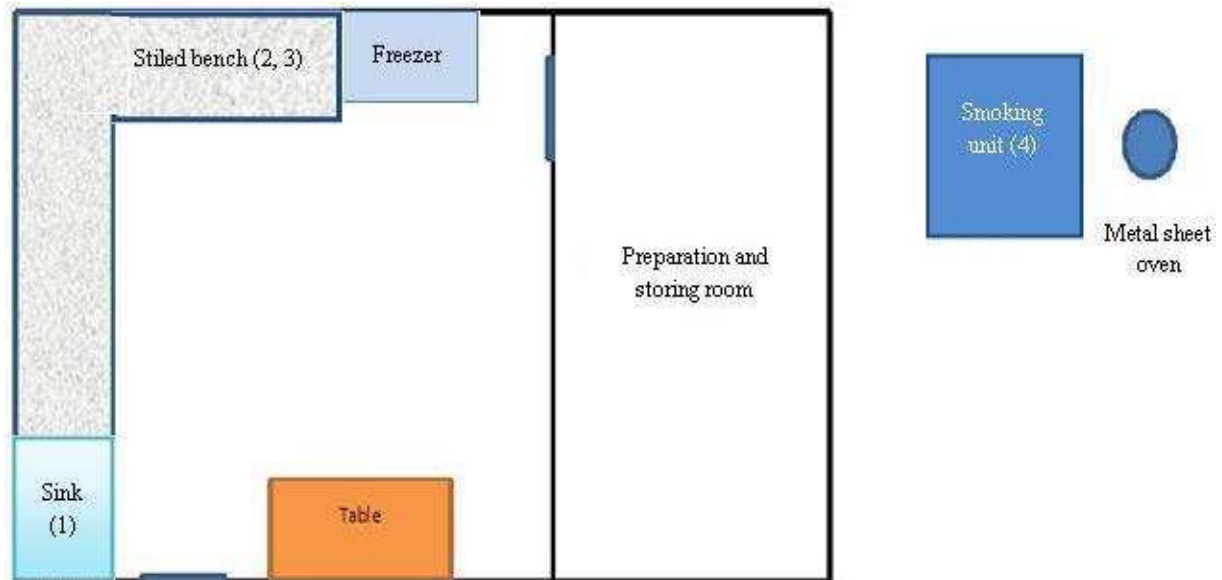 Stiled bench (2, 3)
Freezer
Smoking
unit (4)
Metal sheet
oven
Preparation and
storing room
Sink
(1)
Table